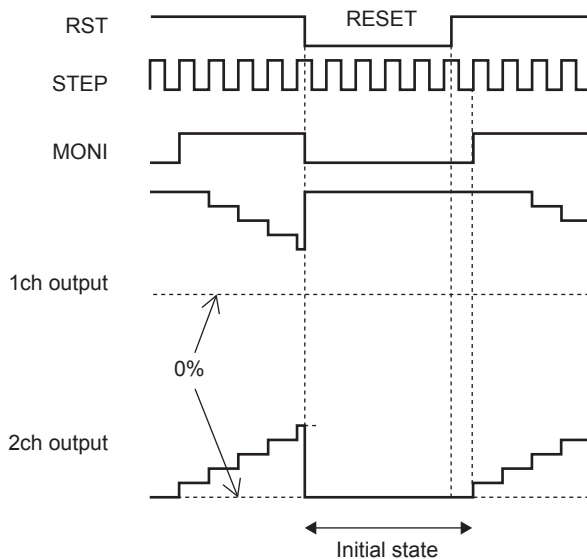 RST
RESET
STEP
MONI
1ch output
0%
2ch output
Initial state